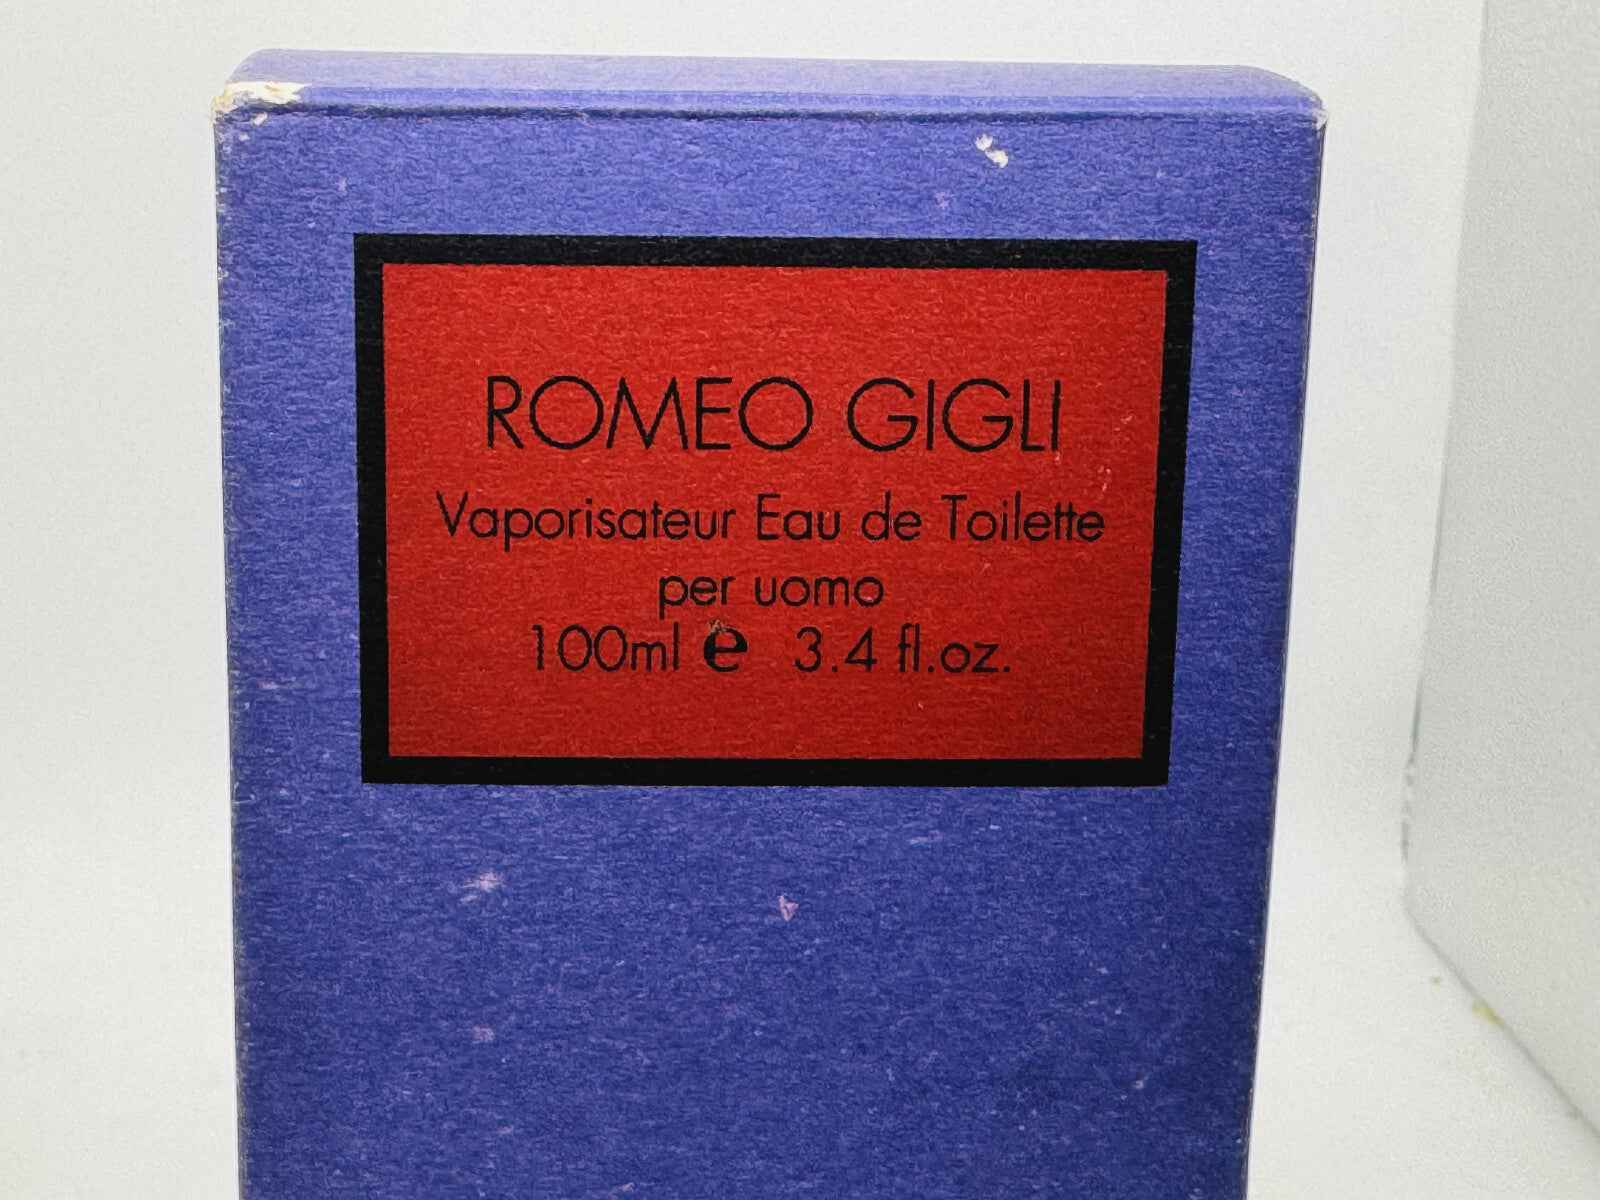 ROMEO GIGLI
Vaporisateur Eau de Toilette
per uomo
100ml e 3.4 fl.oz.